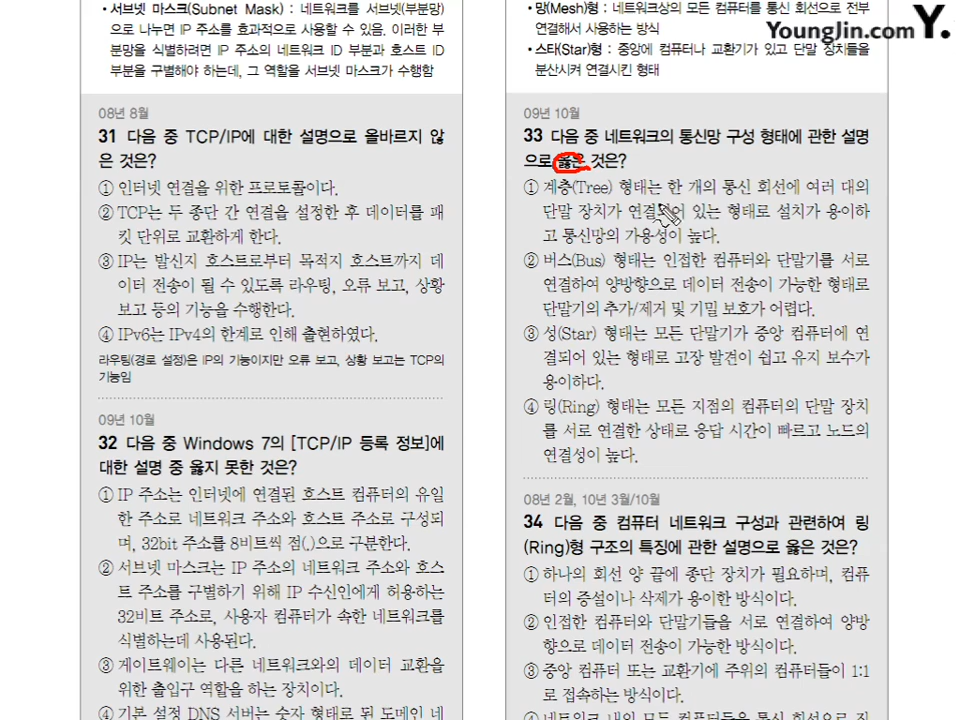 • 서브넷 마스크(Subnet Mask) : 네트워크를 서브넷(부분망)
으로 나누면 IP 주소를 효과적으로 사용할 수 있음. 이러한 부
분망을 식별하려면 IP 주소의 네트워크 ID 부분과 호스트 ID
부분을 구별해야 하는데, 그 역할을 서브넷 마스크가 수행함
08년 8월
31 다음 중 TCP/IP에 대한 설명으로 올바르지 않
은 것은?
① 인터넷 연결을 위한 프로토콜이다.
② TCP는 두 종단 간 연결을 설정한 후 데이터를 패
킷 단위로 교환하게 한다.
③ IP는 발신지 호스트로부터 목적지 호스트까지 데
이터 전송이 될 수 있도록 라우팅, 오류 보고, 상황
보고 등의 기능을 수행한다.
④ IPv6는 IPv4의 한계로 인해 출현하였다.
라우팅(경로 설정)은 IP의 기능이지만 오류 보고, 상황 보고는 TCP의
기능임
09년 10월
32 다음 중 Windows 7의 [TCP/IP 등록 정보]에
대한 설명 중 옳지 못한 것은?
① IP 주소는 인터넷에 연결된 호스트 컴퓨터의 유일
한 주소로 네트워크 주소와 호스트 주소로 구성되
며, 32bit 주소를 8비트씩 점(.)으로 구분한다.
② 서브넷 마스크는 IP 주소의 네트워크 주소와 호스
트 주소를 구별하기 위해 IP 수신인에게 허용하는
32비트 주소로, 사용자 컴퓨터가 속한 네트워크를
식별하는데 사용된다.
③ 게이트웨이는 다른 네트워크와의 데이터 교환을
위한 출입구 역할을 하는 장치이다.
④ 기본 설정 DNS 서버는 숫자 형태로 된 도메인 네
• 망(Mesh)형 : 네트워크상의 모든 컴퓨터를 통신 회선으로 전부
연결해서 사용하는 방식
• 스타(Star)형 : 중앙에 컴퓨터나 교환기가 있고 단말 장치들을
분산시켜 연결시킨 형태
YoungJin.com Y.
09년 10월
33 다음 중 네트워크의 통신망 구성 형태에 관한 설명
으로 옳은 것은?
① 계층(Tree) 형태는 한 개의 통신 회선에 여러 대의
단말 장치가 연결되어 있는 형태로 설치가 용이하
고 통신망의 가용성이 높다.
② 버스(Bus) 형태는 인접한 컴퓨터와 단말기를 서로
연결하여 양방향으로 데이터 전송이 가능한 형태로
단말기의 추가/제거 및 기밀 보호가 어렵다.
③ 성(Star) 형태는 모든 단말기가 중앙 컴퓨터에 연
결되어 있는 형태로 고장 발견이 쉽고 유지 보수가
용이하다.
④ 링(Ring) 형태는 모든 지점의 컴퓨터의 단말 장치
를 서로 연결한 상태로 응답 시간이 빠르고 노드의
연결성이 높다.
08년 2월, 10년 3월/10월
34 다음 중 컴퓨터 네트워크 구성과 관련하여 링
(Ring)형 구조의 특징에 관한 설명으로 옳은 것은?
① 하나의 회선 양 끝에 종단 장치가 필요하며, 컴퓨
터의 증설이나 삭제가 용이한 방식이다.
② 인접한 컴퓨터와 단말기들을 서로 연결하여 양방
향으로 데이터 전송이 가능한 방식이다.
③ 중앙 컴퓨터 또는 교환기에 주위의 컴퓨터들이 1:1
로 접속하는 방식이다.
④ 네트워크 내의 모든 컴퓨터들을 통신 회선으로 직